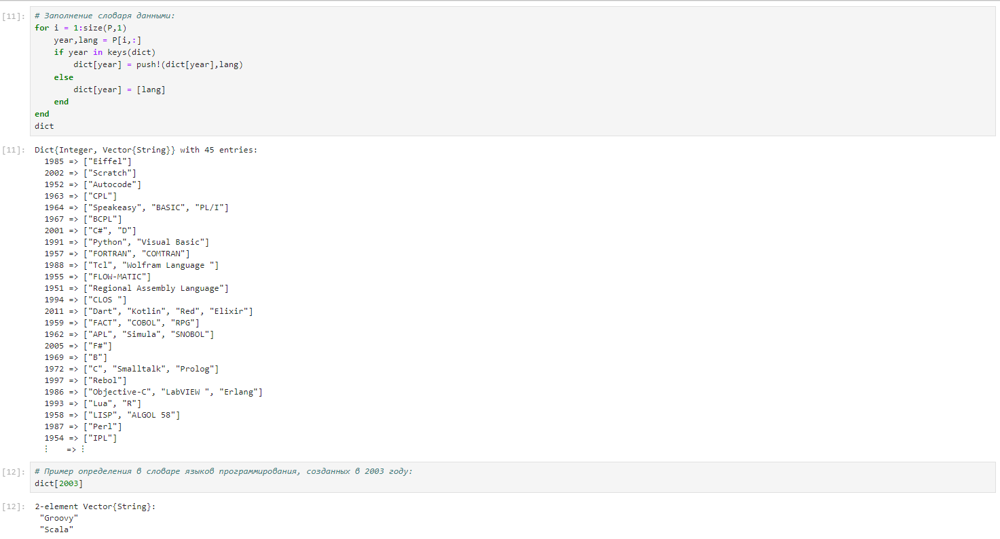 [11]: # Заполнение словаря данными:
for i = 1:size(P,1)
    year,lang = P[i,:]
    if year in keys(dict)
        dict[year] = push!(dict[year],lang)
    else
        dict[year] = [lang]
    end
end
dict
[11]: Dict{Integer, Vector{String}} with 45 entries:
  1985 => ["Eiffel"]
  2002 => ["Scratch"]
  1952 => ["Autocode"]
  1963 => ["CPL"]
  1964 => ["Speakeasy", "BASIC", "PL/I"]
  1967 => ["BCPL"]
  2001 => ["C#", "D"]
  1991 => ["Python", "Visual Basic"]
  1957 => ["FORTRAN", "COMTRAN"]
  1988 => ["Tcl", "Wolfram Language "]
  1955 => ["FLOW-MATIC"]
  1951 => ["Regional Assembly Language"]
  1994 => ["CLOS "]
  2011 => ["Dart", "Kotlin", "Red", "Elixir"]
  1959 => ["FACT", "COBOL", "RPG"]
  1962 => ["APL", "Simula", "SNOBOL"]
  2005 => ["F#"]
  1969 => ["B"]
  1972 => ["C", "Smalltalk", "Prolog"]
  1997 => ["Rebol"]
  1986 => ["Objective-C", "LabVIEW ", "Erlang"]
  1993 => ["Lua", "R"]
  1958 => ["LISP", "ALGOL 58"]
  1987 => ["Perl"]
  1954 => ["IPL"]
  ⋮    => ⋮
[12]: # Пример определения в словаре языков программирования, созданных в 2003 году:
dict[2003]
[12]: 2-element Vector{String}:
 "Groovy"
 "Scala"